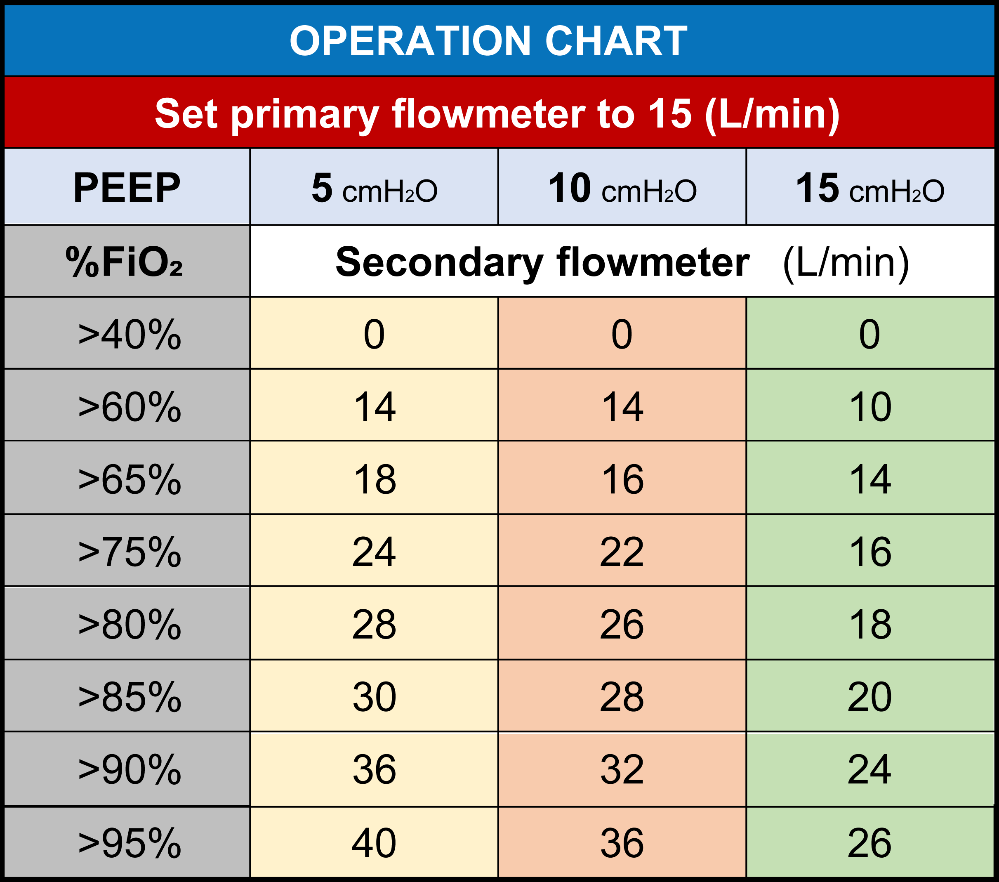 OPERATION CHART
Set primary flowmeter to 15 (L/min)
PEEP 5 cmH₂O 10 cmH₂O 15 cmH₂O
%FiO₂ Secondary flowmter (L/min)
>40% 0 0 0
>60% 14 14 10
>65% 18 16 14
>75% 24 22 16
>80% 28 26 18
>85% 30 28 20
>90% 36 32 24
>95% 40 36 26